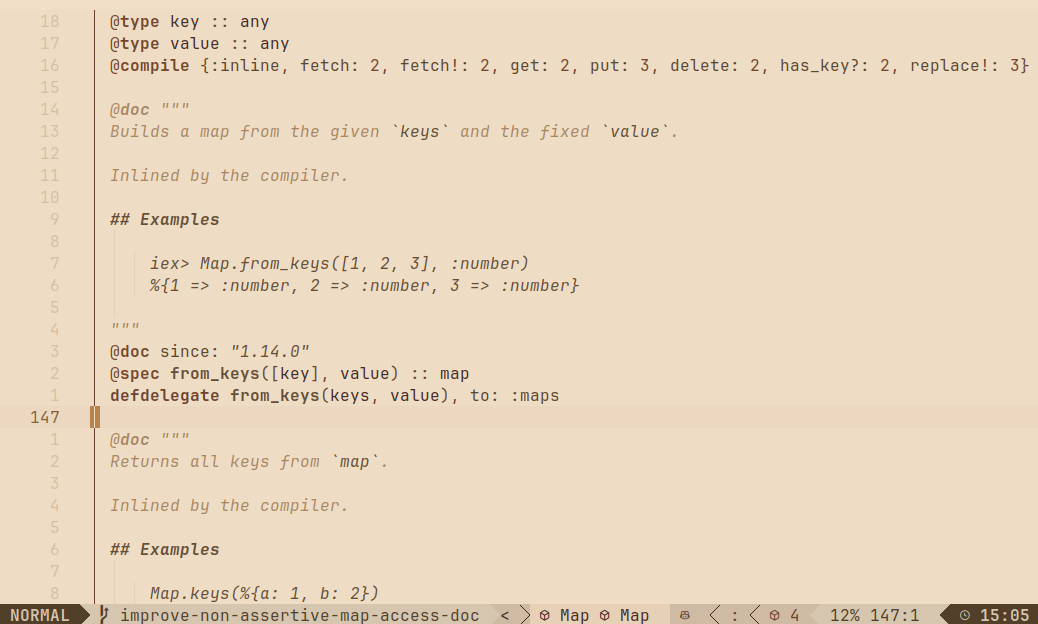 18 @type key :: any
17 @type value :: any
16 @compile {:inline, fetch: 2, fetch!: 2, get: 2, put: 3, delete: 2, has_key?: 2, replace!: 3}
15
14 @doc """
13 Builds a map from the given `keys` and the fixed `value`.
12
11 Inlined by the compiler.
10
9 ## Examples
8
7 iex> Map.from_keys([1, 2, 3], :number)
6 %{1 => :number, 2 => :number, 3 => :number}
5
4 """
3 @doc since: "1.14.0"
2 @spec from_keys([key], value) :: map
1 defdelegate from_keys(keys, value), to: :maps
147
1 @doc """
2 Returns all keys from `map`.
3
4 Inlined by the compiler.
5
6 ## Examples
7
8 Map.keys(%{a: 1, b: 2})
NORMAL improve-non-assertive-map-access-doc < Map Map : 4 12% 147:1 15:05